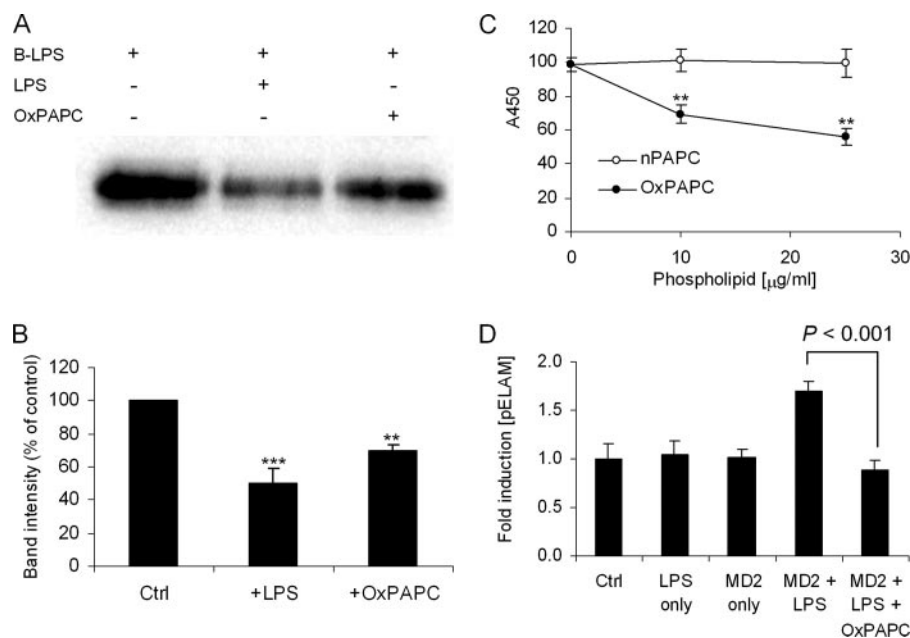 A
B-LPS + + +
LPS - + -
OxPAPC - - +
B
Band intensity (% of control)
120
100
80
60
40
20
0
***
**
Ctrl +LPS +OxPAPC
C
A450
120
100
80
60
40
20
0
**
**
nPAPC
OxPAPC
0 10 20 30
Phospholipid [μg/ml]
D
P < 0.001
Fold induction [pELAM]
2.0
1.5
1.0
0.5
0.0
Ctrl LPS MD2 MD2 + MD2 +
only only LPS LPS +
OxPAPC